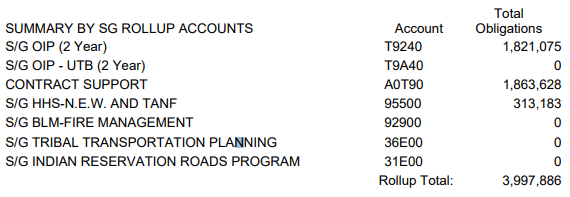 Total
SUMMARY BY SG ROLLUP ACCOUNTS Account Obligations
S/G OIP (2 Year) T9240 1,821,075
S/G OIP - UTB (2 Year) T9A40 0
CONTRACT SUPPORT A0T90 1,863,628
S/G HHS-N.E.W. AND TANF 95500 313,183
S/G BLM-FIRE MANAGEMENT 92900 0
S/G TRIBAL TRANSPORTATION PLANNING 36E00 0
S/G INDIAN RESERVATION ROADS PROGRAM 31E00 0
Rollup Total: 3,997,886